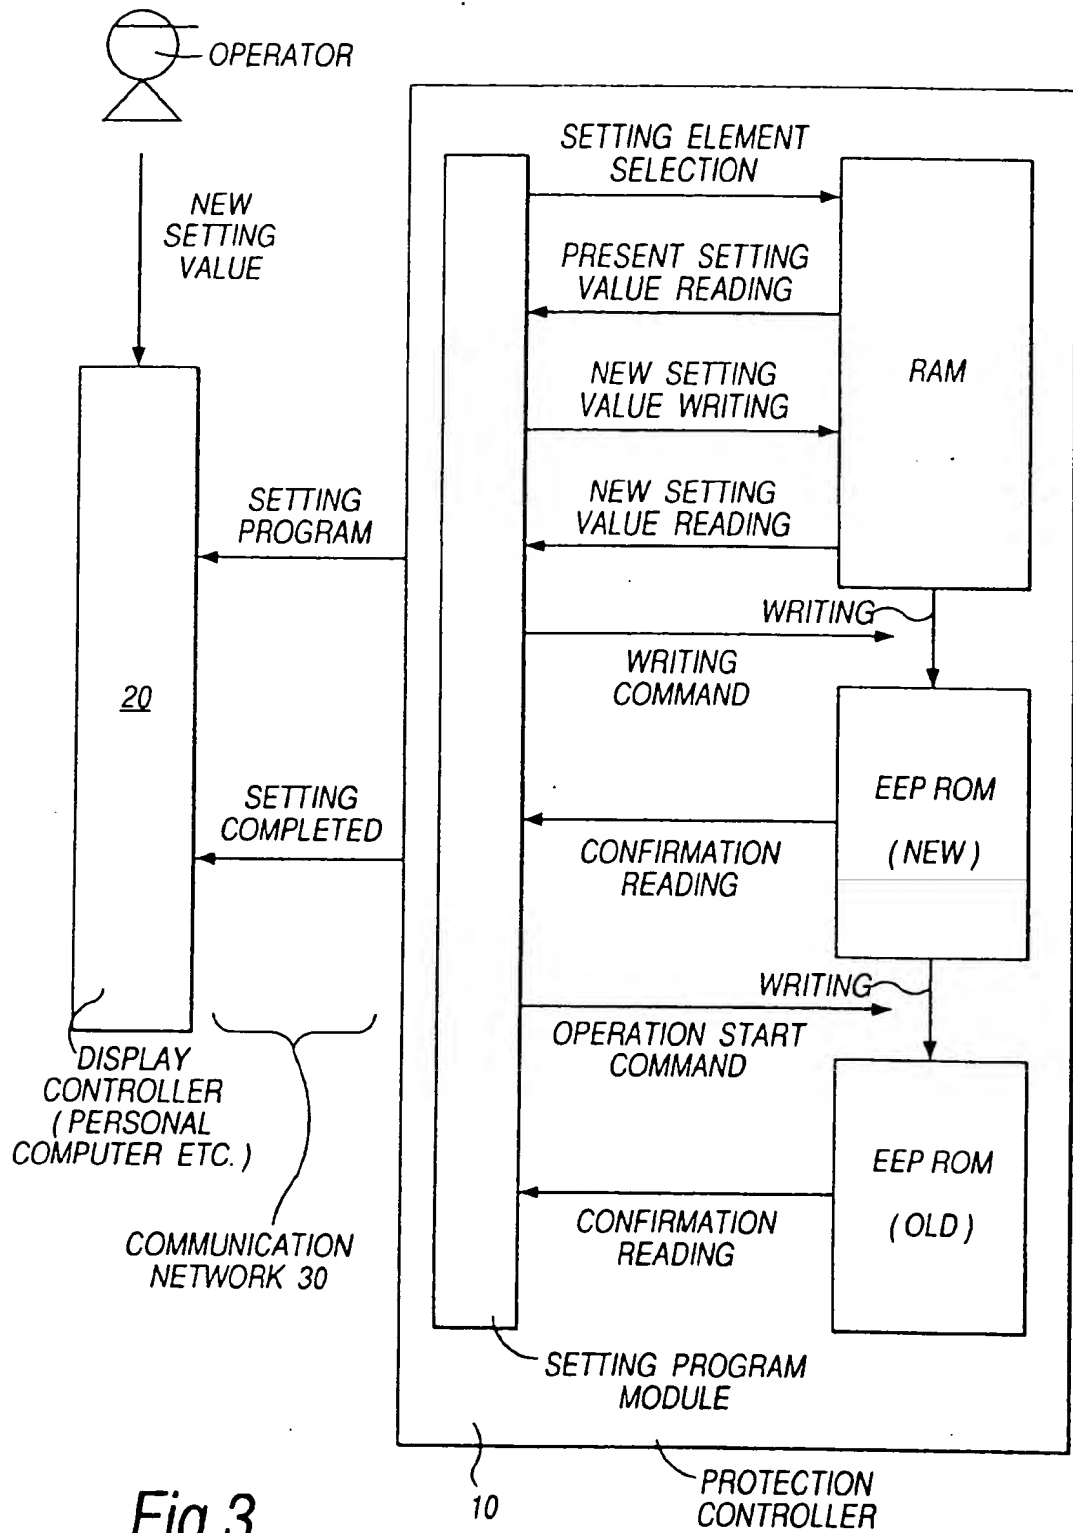 OPERATOR
NEW
SETTING
VALUE
SETTING ELEMENT
SELECTION
PRESENT SETTING
VALUE READING
NEW SETTING
VALUE WRITING
RAM
NEW SETTING
VALUE READING
SETTING
PROGRAM
WRITING
WRITING
COMMAND
20
EEP ROM
(NEW)
SETTING
COMPLETED
CONFIRMATION
READING
WRITING
OPERATION START
COMMAND
DISPLAY
CONTROLLER
(PERSONAL
COMPUTER ETC.)
EEP ROM
(OLD)
CONFIRMATION
READING
COMMUNICATION
NETWORK 30
SETTING PROGRAM
MODULE
10
PROTECTION
CONTROLLER
Fig.3